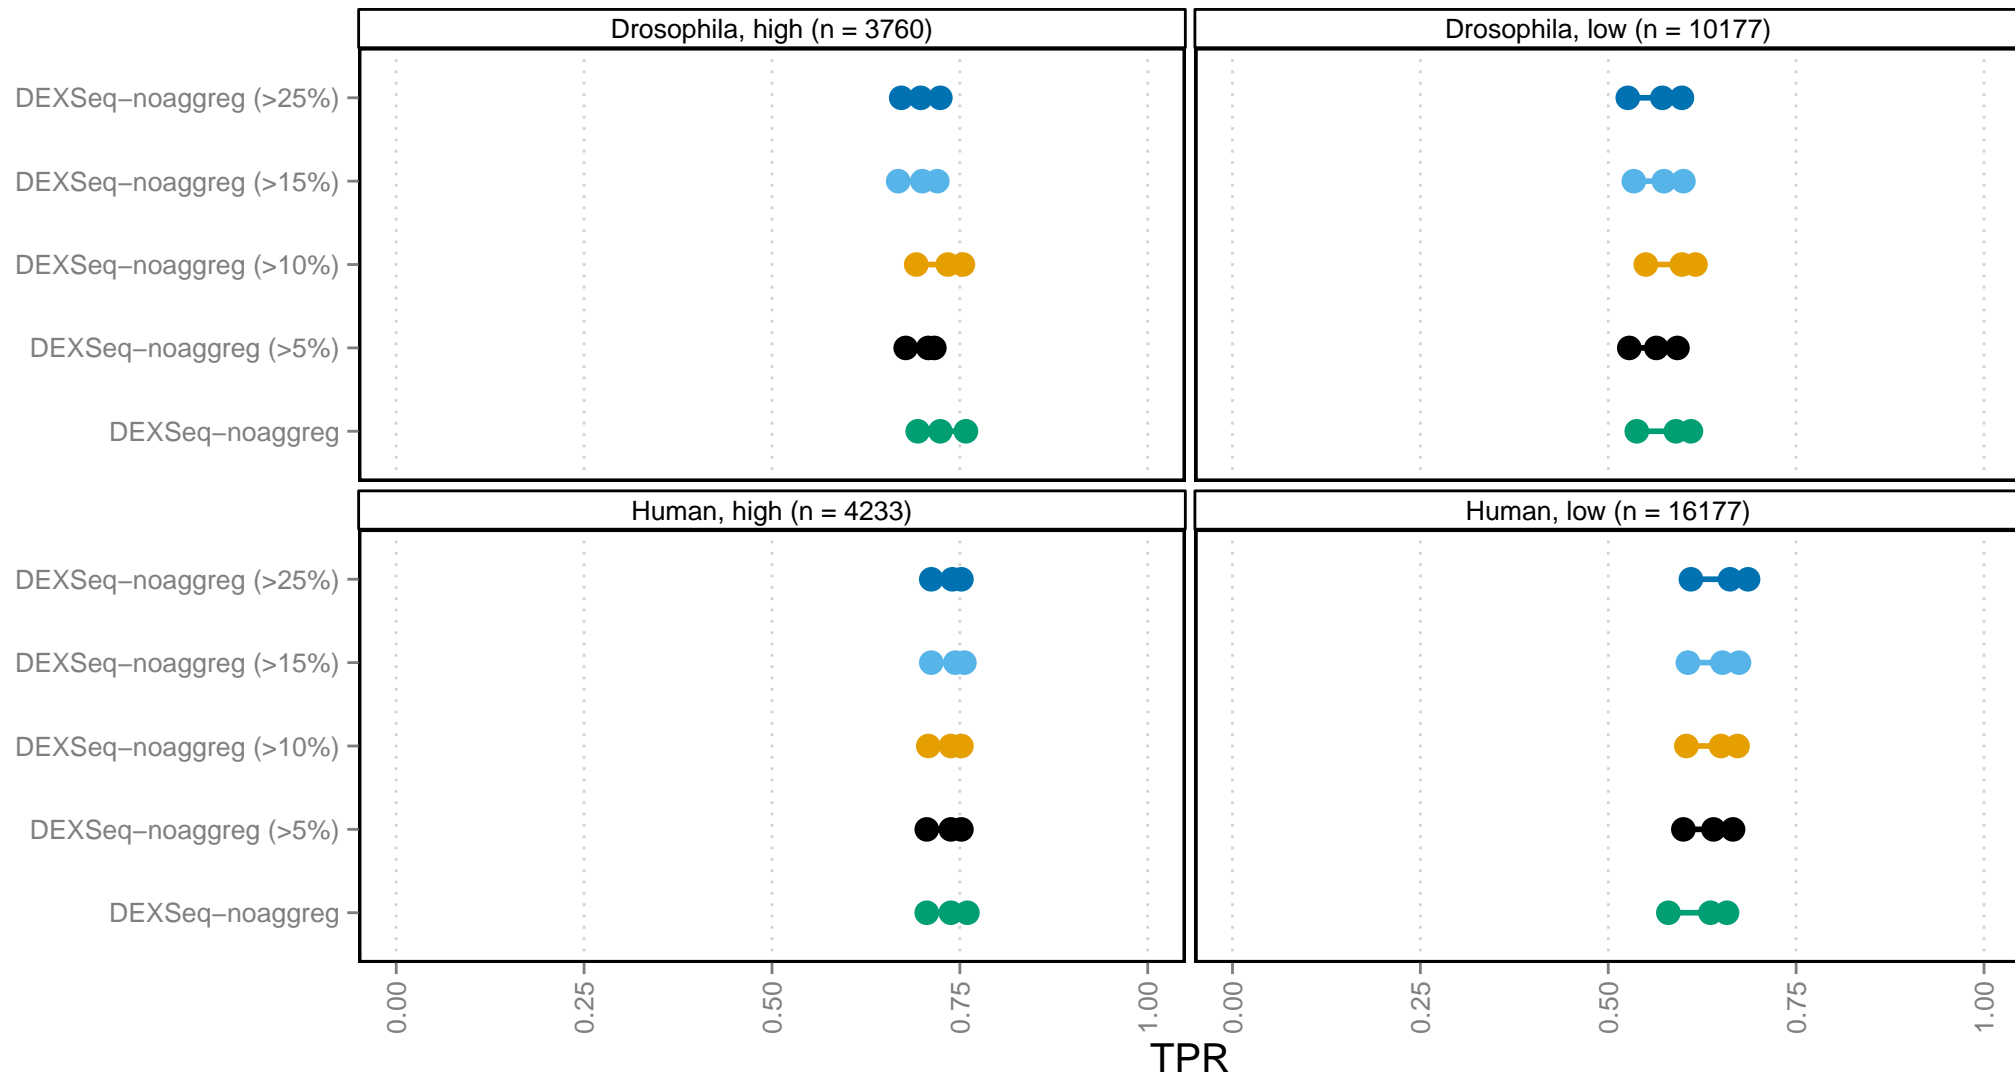 Drosophila, high (n = 3760)
Drosophila, low (n = 10177)
DEXSeq−noaggreg (>25%)
DEXSeq−noaggreg (>15%)
DEXSeq−noaggreg (>10%)
DEXSeq−noaggreg (>5%)
DEXSeq−noaggreg
Human, high (n = 4233)
Human, low (n = 16177)
DEXSeq−noaggreg (>25%)
DEXSeq−noaggreg (>15%)
DEXSeq−noaggreg (>10%)
DEXSeq−noaggreg (>5%)
DEXSeq−noaggreg
0.00
0.25
0.50
0.75
1.00
0.00
0.25
0.50
0.75
1.00
TPR